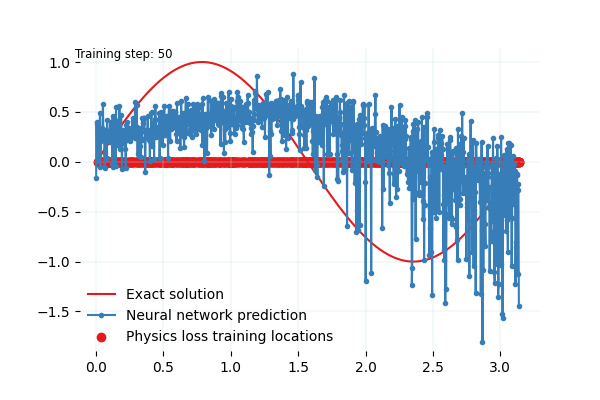 Training step: 50
1.0
0.5
0.0
−0.5
−1.0
−1.5
Exact solution
Neural network prediction
Physics loss training locations
0.0 0.5 1.0 1.5 2.0 2.5 3.0